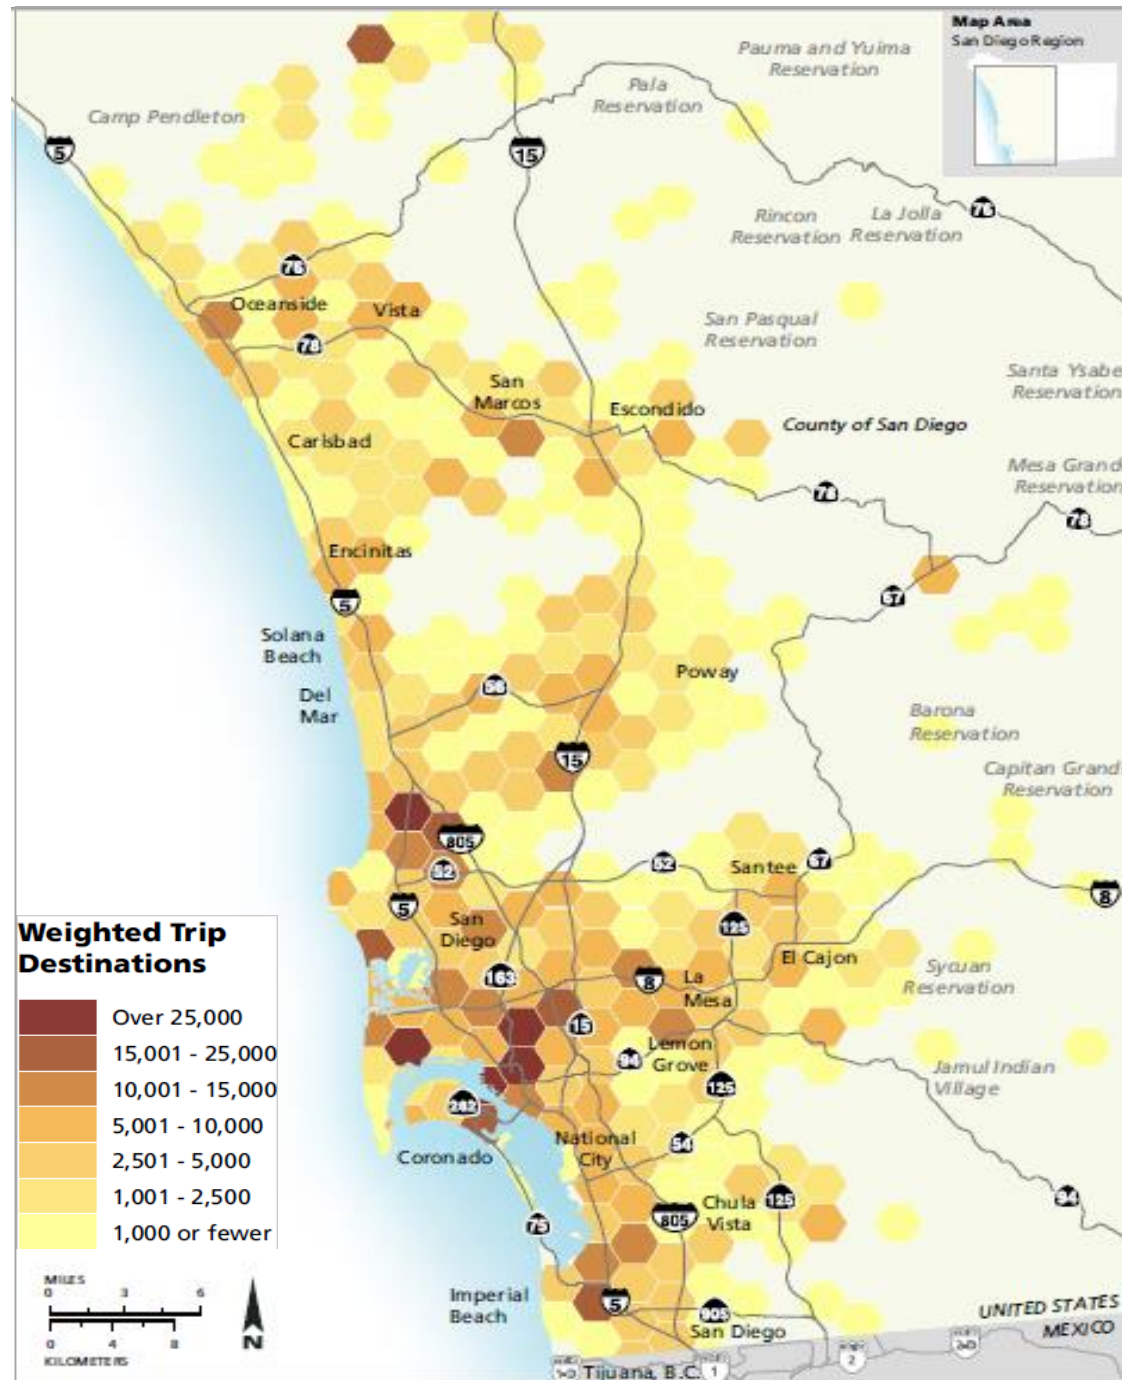 Map Area
San Diego Region
Pauma and Yuima
Reservation
Pala
Reservation
Camp Pendleton
5
15
76
Rincon
Reservation
La Jolla
Reservation
76
Oceanside
Vista
San Pasqual
Reservation
78
Santa Ysabe
Reservation
San
Marcos
Escondido
County of San Diego
Carlsbad
Mesa Grand
Reservation
78
78
Encinitas
67
5
Solana
Beach
Poway
56
Del
Mar
Barona
Reservation
15
Capitan Grand
Reservation
805
52
52
Santee
67
5
8
San
Diego
125
Weighted Trip
Destinations
El Cajon
163
8
La
Mesa
Sycuan
Reservation
Over 25,000
15
15,001 - 25,000
94
Lemon
Grove
10,001 - 15,000
125
Jamul Indian
Village
282
5,001 - 10,000
National
City
54
2,501 - 5,000
Coronado
1,001 - 2,500
125
94
Chula
Vista
805
75
1,000 or fewer
MILES
0 3 6
0 4 8
KILOMETERS
N
Imperial
Beach
5
905
San Diego
UNITED STATES
MEXICO
Tijuana, B.C.
1
2